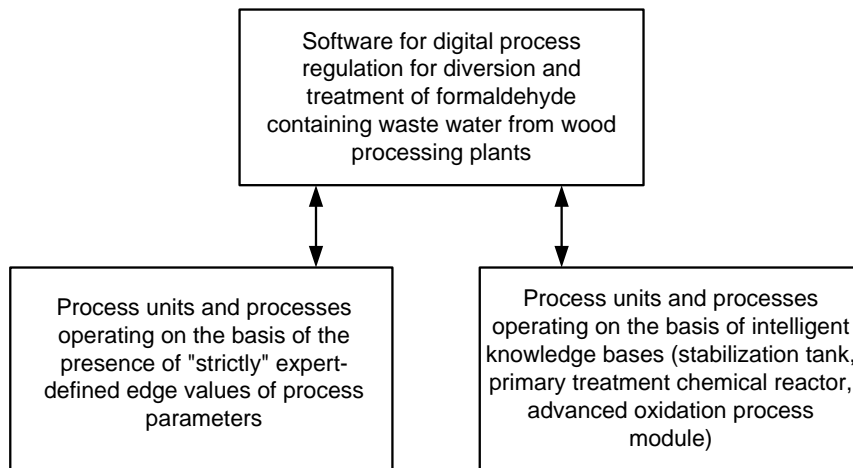 Software for digital process
regulation for diversion and
treatment of formaldehyde
containing waste water from wood
processing plants
Process units and processes
operating on the basis of the
presence of "strictly" expert-
defined edge values of process
parameters
Process units and processes
operating on the basis of intelligent
knowledge bases (stabilization tank,
primary treatment chemical reactor,
advanced oxidation process
module)